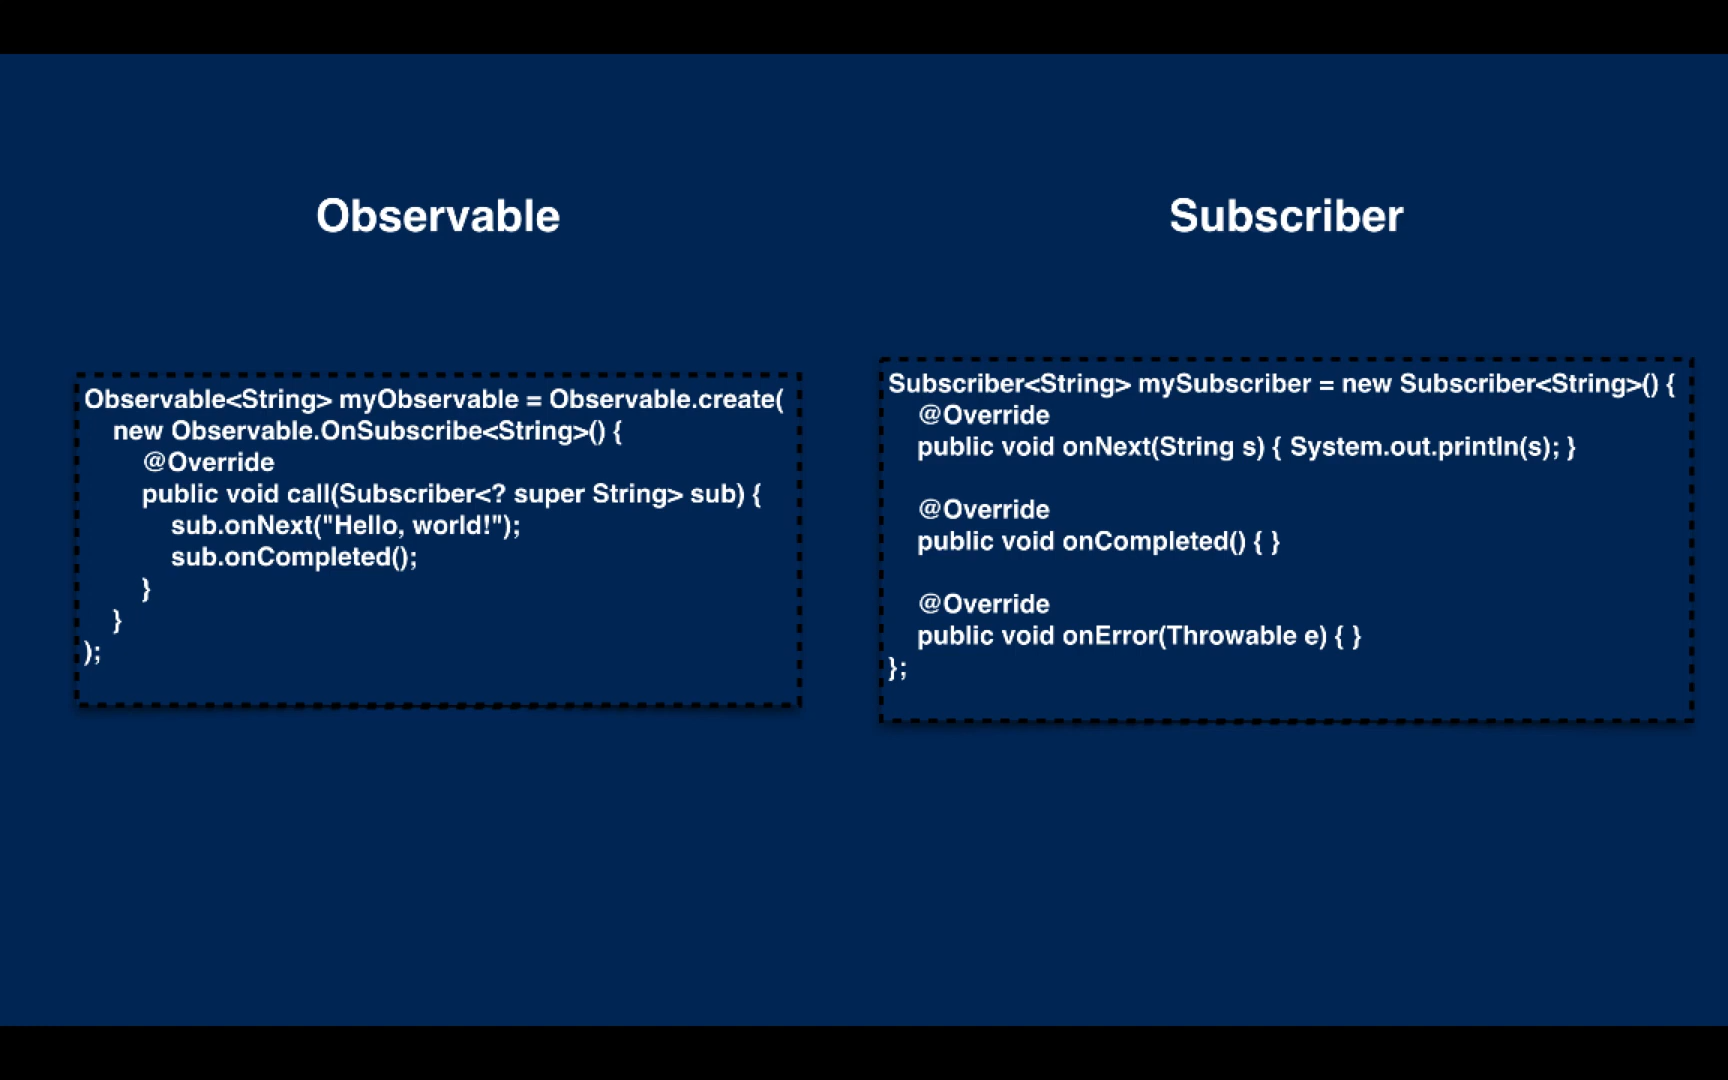 Observable
Observable<String> myObservable = Observable.create(
    new Observable.OnSubscribe<String>() {
        @Override
        public void call(Subscriber<? super String> sub) {
            sub.onNext("Hello, world!");
            sub.onCompleted();
        }
    }
);
Subscriber
Subscriber<String> mySubscriber = new Subscriber<String>() {
    @Override
    public void onNext(String s) { System.out.println(s); }

    @Override
    public void onCompleted() { }

    @Override
    public void onError(Throwable e) { }
};